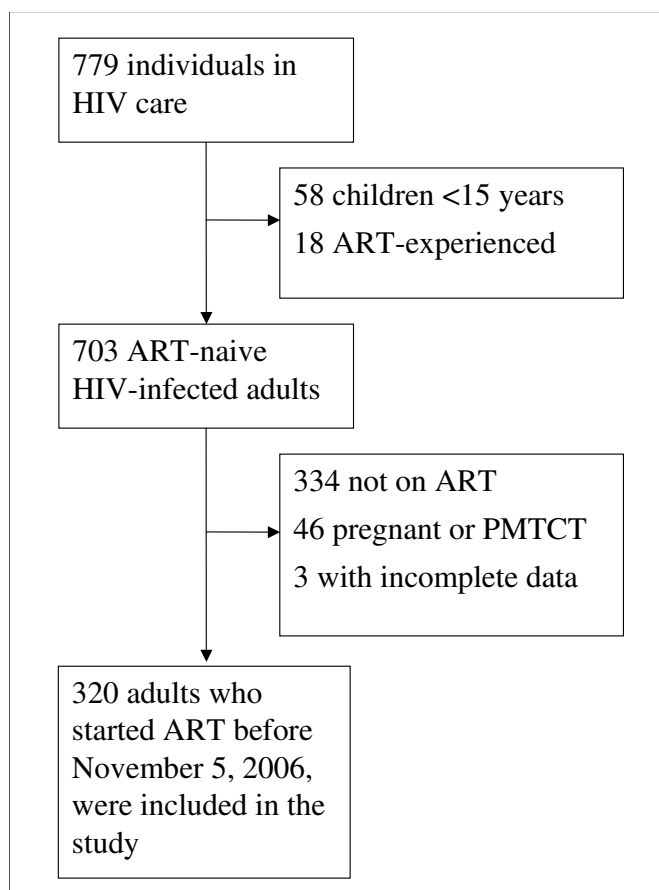 779 individuals in
HIV care
58 children <15 years
18 ART-experienced
703 ART-naive
HIV-infected adults
334 not on ART
46 pregnant or PMTCT
3 with incomplete data
320 adults who
started ART before
November 5, 2006,
were included in the
study